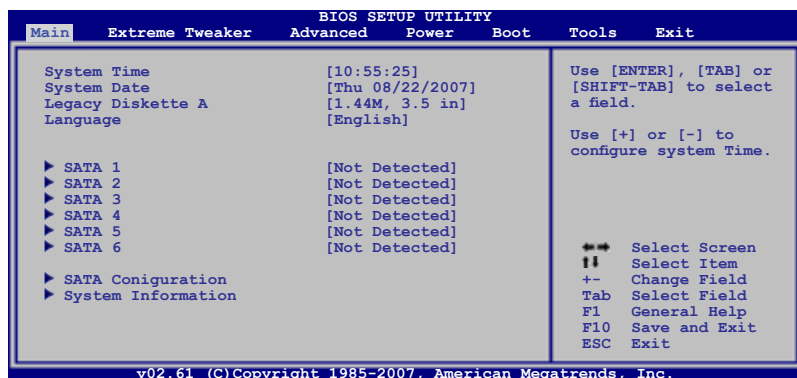 BIOS SETUP UTILITY
Main Extreme Tweaker Advanced Power Boot Tools Exit
System Time [10:55:25]
System Date [Thu 08/22/2007]
Legacy Diskette A [1.44M, 3.5 in]
Language [English]
SATA 1 [Not Detected]
SATA 2 [Not Detected]
SATA 3 [Not Detected]
SATA 4 [Not Detected]
SATA 5 [Not Detected]
SATA 6 [Not Detected]
SATA Coniguration
System Information
Use [ENTER], [TAB] or
[SHIFT-TAB] to select
a field.
Use [+] or [-] to
configure system Time.
Select Screen
Select Item
+- Change Field
Tab Select Field
F1 General Help
F10 Save and Exit
ESC Exit
v02.61 (C)Copyright 1985-2007, American Megatrends, Inc.